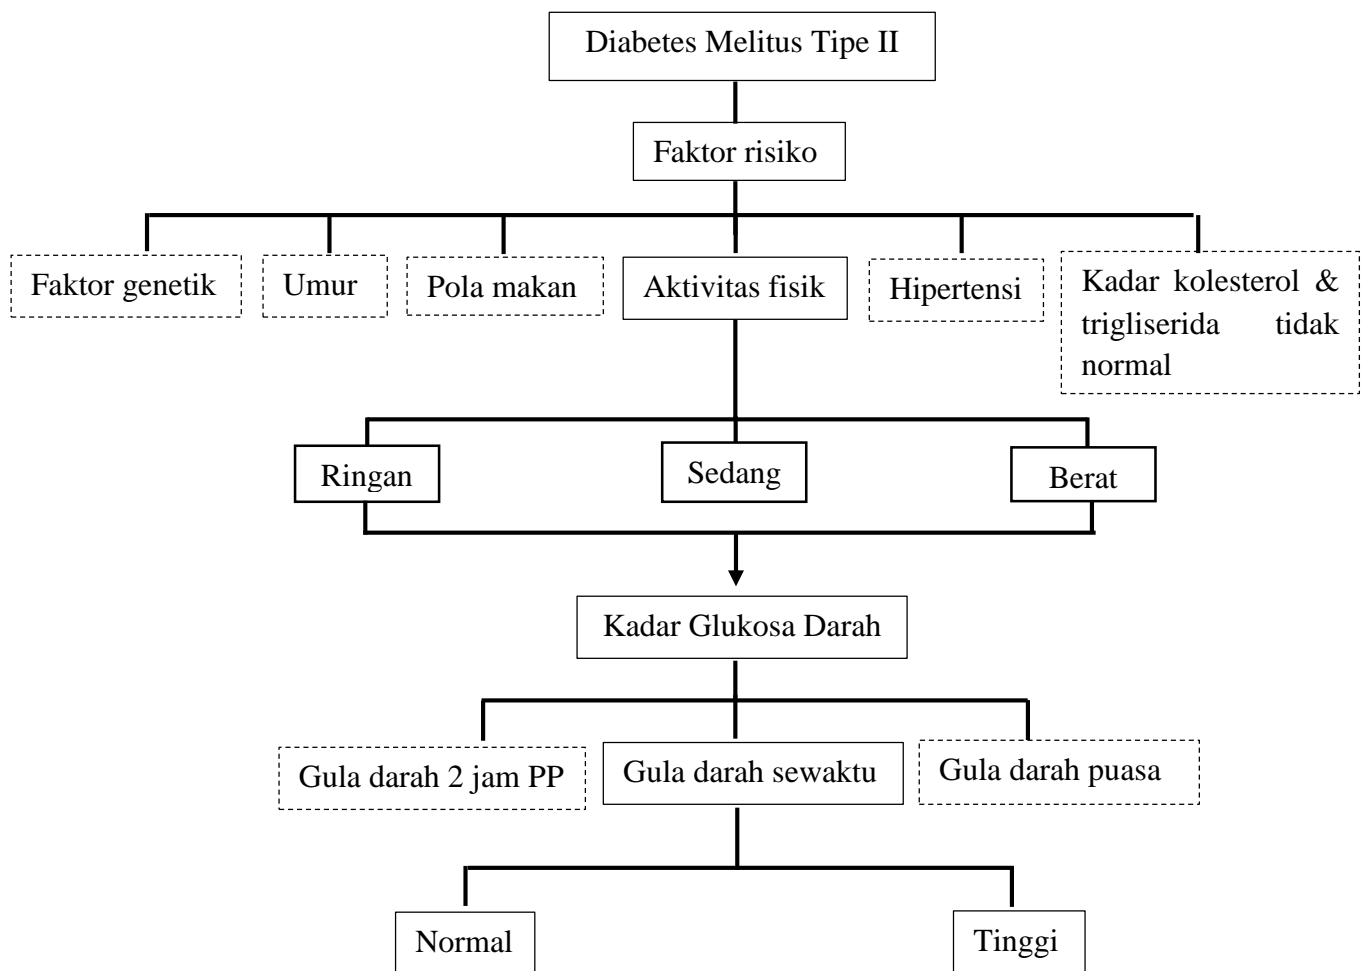 Diabetes Melitus Tipe II
Faktor risiko
Faktor genetik
Umur
Pola makan
Aktivitas fisik
Hipertensi
Kadar kolesterol &
trigliserida tidak
normal
Ringan
Sedang
Berat
Kadar Glukosa Darah
Gula darah 2 jam PP
Gula darah sewaktu
Gula darah puasa
Normal
Tinggi